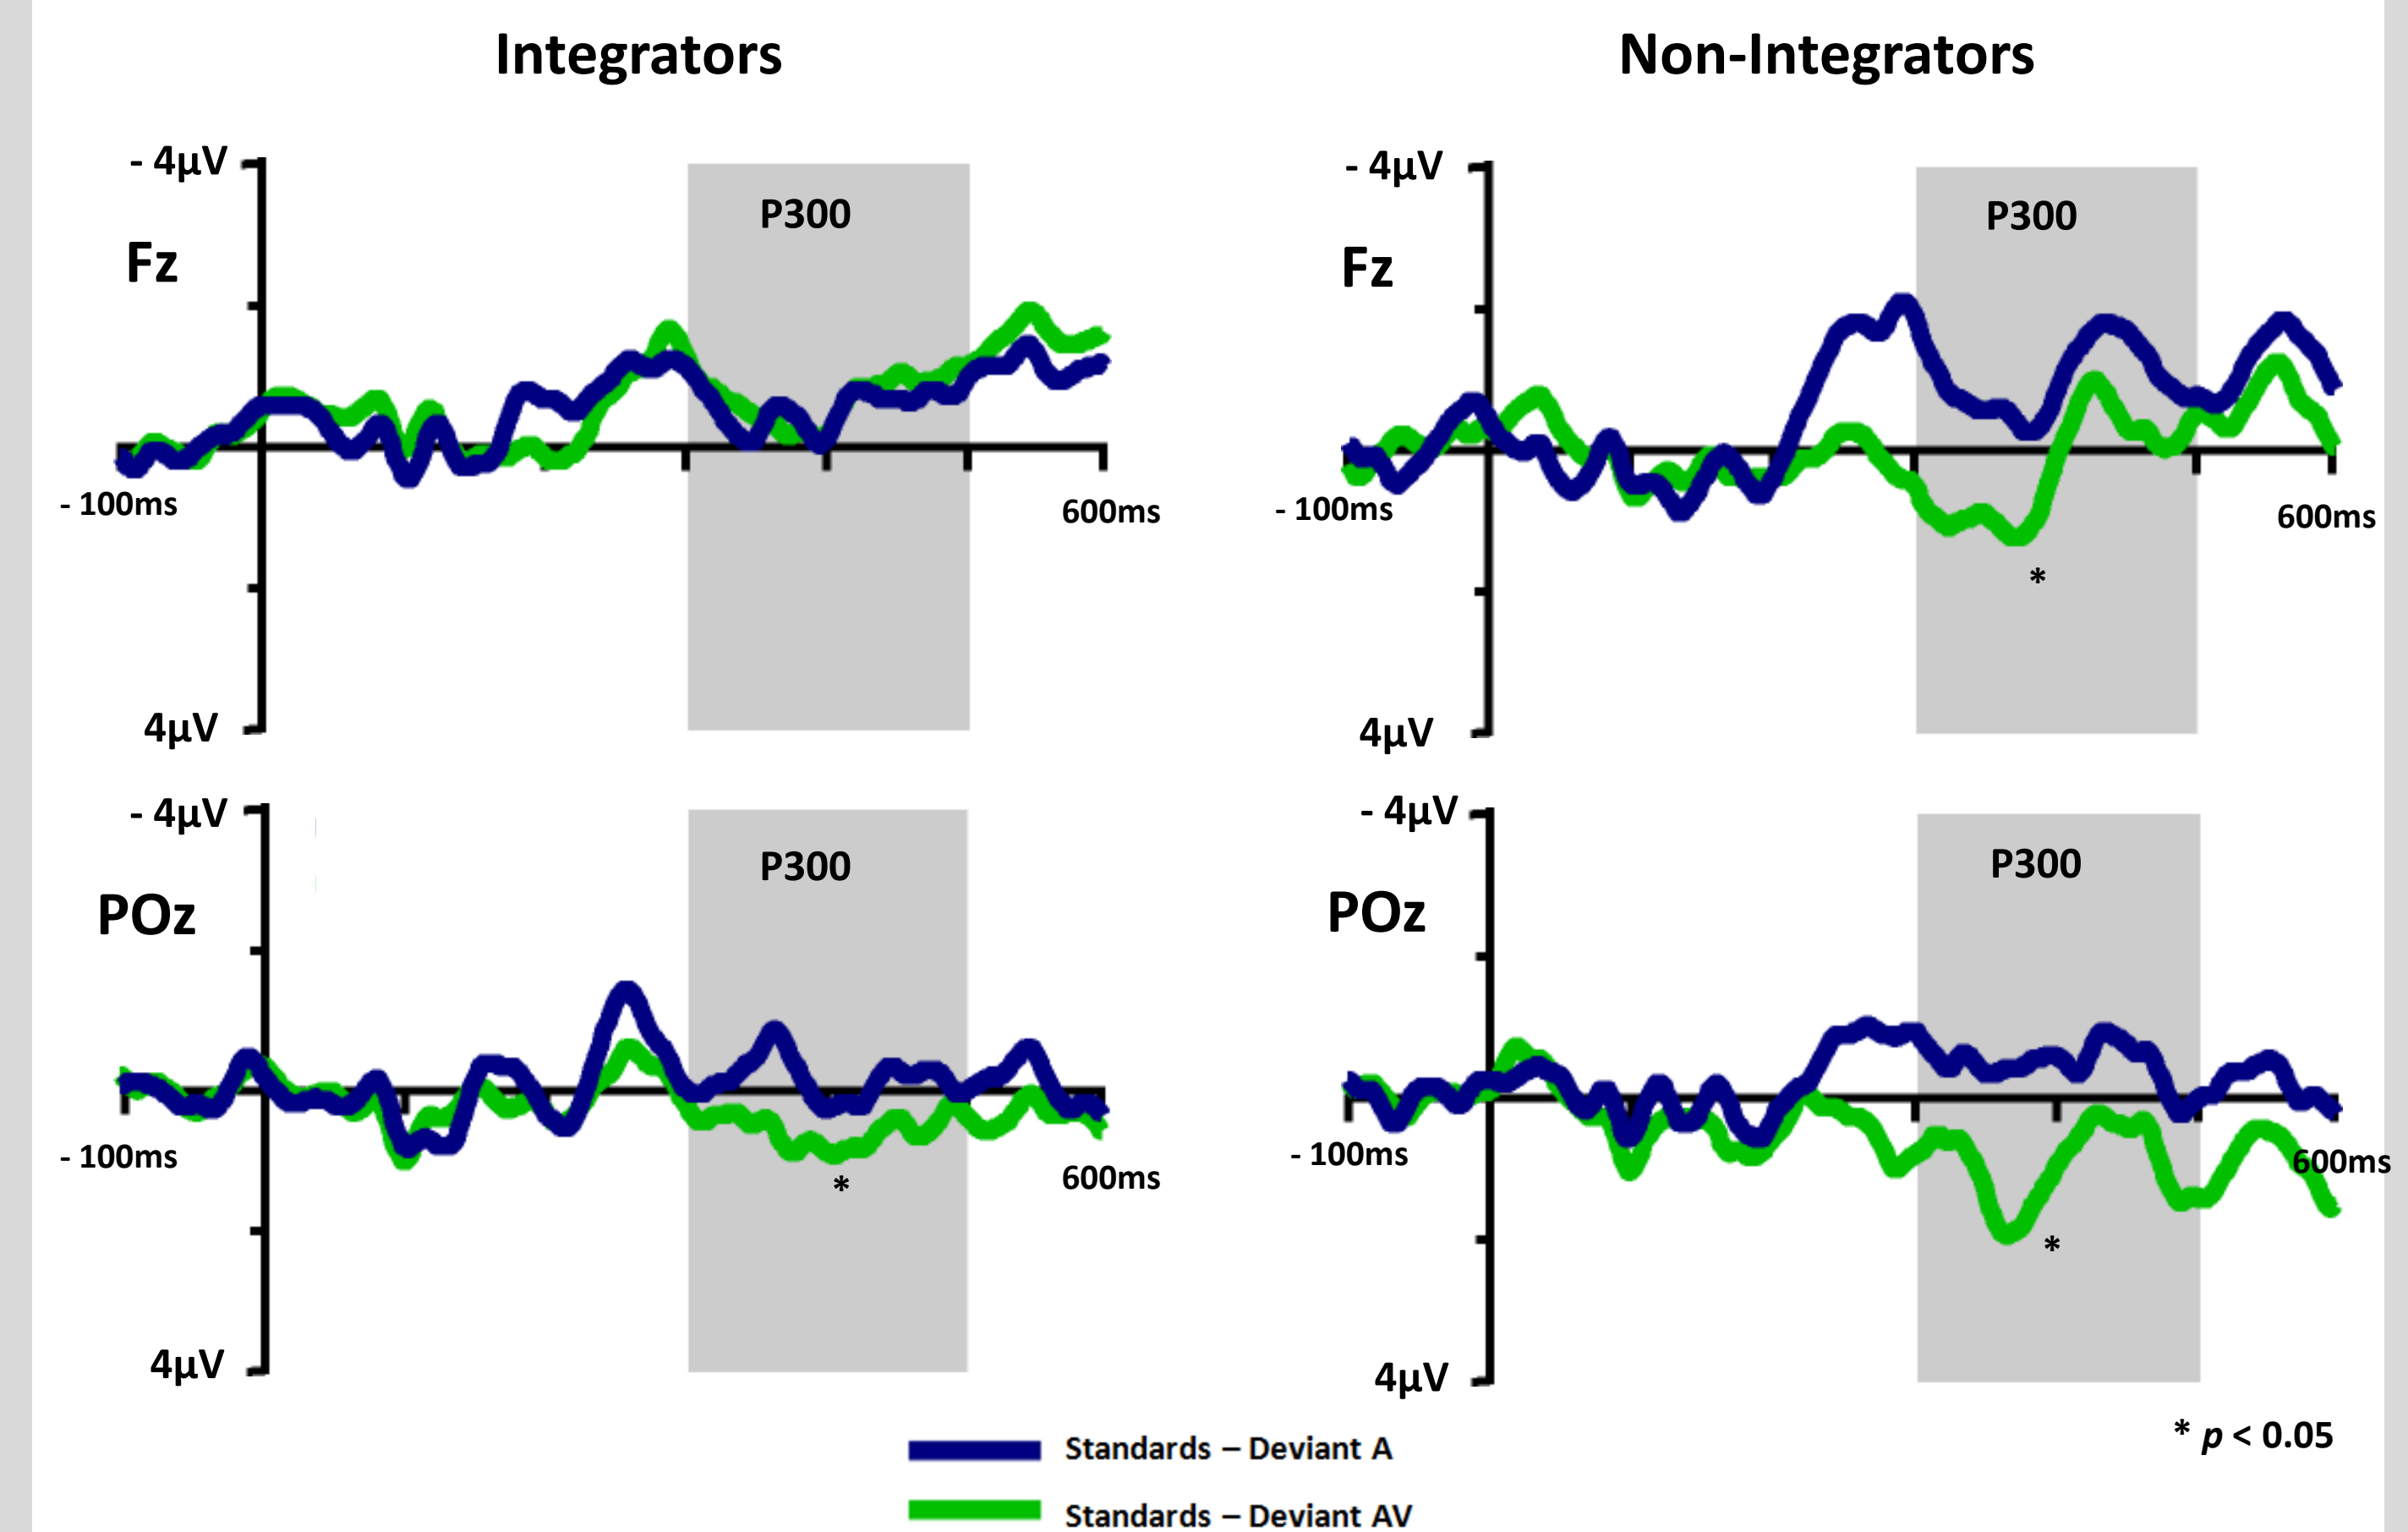 Integrators
Non-Integrators
- 4µV
P300
Fz
- 100ms
600ms
4µV
- 4µV
P300
Fz
- 100ms
600ms
*
4µV
- 4µV
P300
POz
- 100ms
600ms
*
4µV
- 4µV
P300
POz
- 100ms
600ms
*
4µV
* p < 0.05
Standards – Deviant A
Standards – Deviant AV